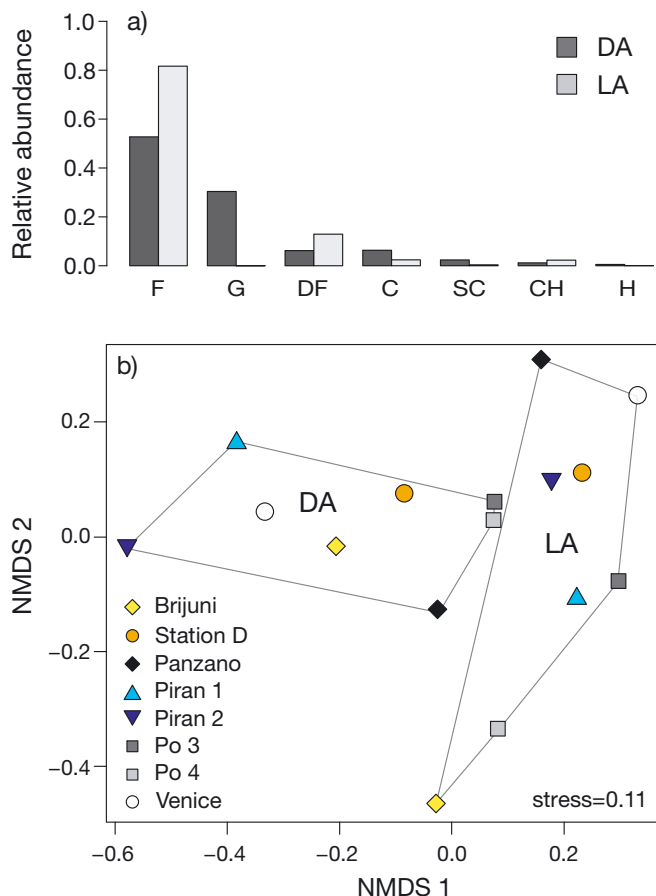 a)
DA
LA
Relative abundance
1.0
0.8
0.6
0.4
0.2
0.0
F G DF C SC CH H
b)
DA
LA
NMDS 2
0.2
0.0
−0.2
−0.4
Brijuni
Station D
Panzano
Piran 1
Piran 2
Po 3
Po 4
Venice
stress=0.11
−0.6 −0.4 −0.2 0.0 0.2
NMDS 1